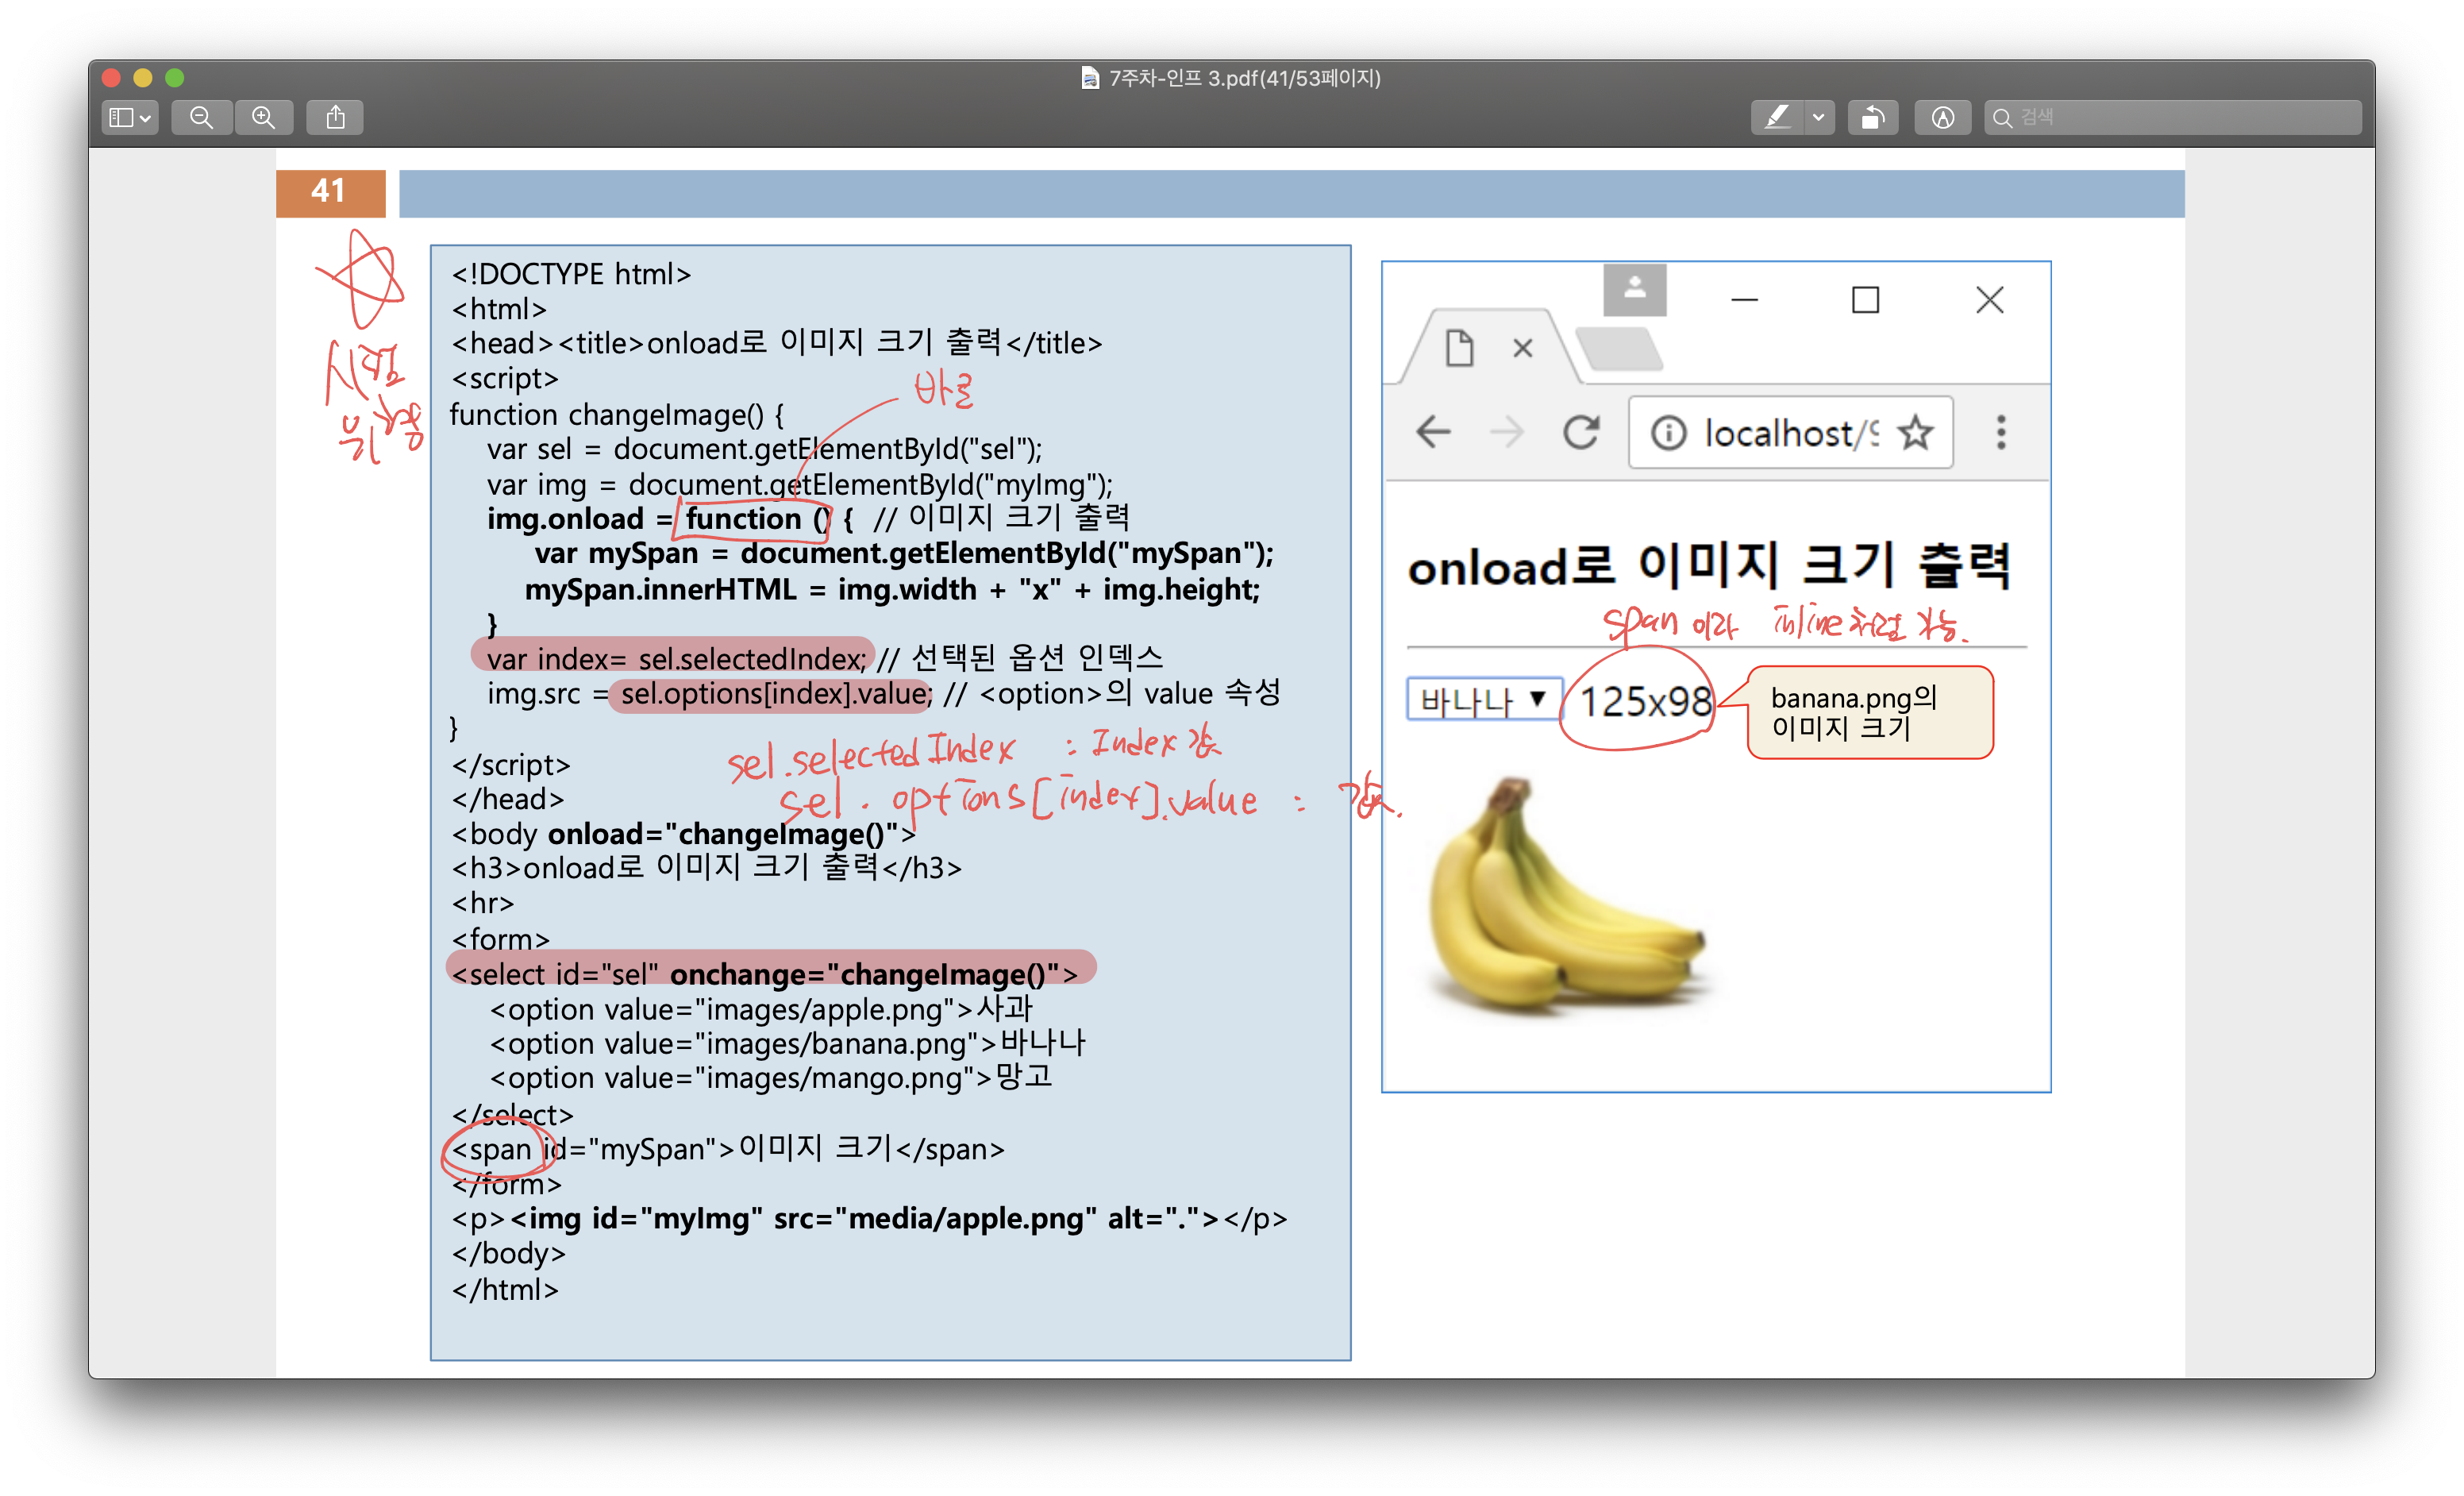 7주차-인프 3.pdf(41/53페이지)
검색
41
시험
위험
<!DOCTYPE html>
<html>
<head><title>onload로 이미지 크기 출력</title>
<script>
바로
function changeImage() {
var sel = document.getElementById("sel");
var img = document.getElementById("myImg");
img.onload = function () { // 이미지 크기 출력
var mySpan = document.getElementById("mySpan");
mySpan.innerHTML = img.width + "x" + img.height;
}
var index= sel.selectedIndex; // 선택된 옵션 인덱스
img.src = sel.options[index].value; // <option>의 value 속성
}
sel.selectedIndex : Index 값
</script>
sel.options[index].value : 값.
</head>
<body onload="changeImage()">
<h3>onload로 이미지 크기 출력</h3>
<hr>
<form>
<select id="sel" onchange="changeImage()">
<option value="images/apple.png">사과
<option value="images/banana.png">바나나
<option value="images/mango.png">망고
</select>
<span id="mySpan">이미지 크기</span>
</form>
<p><img id="myImg" src="media/apple.png" alt="."></p>
</body>
</html>
localhost/9
onload로 이미지 크기 출력
span 이라 inline처럼 가능.
바나나 125x98
banana.png의
이미지 크기